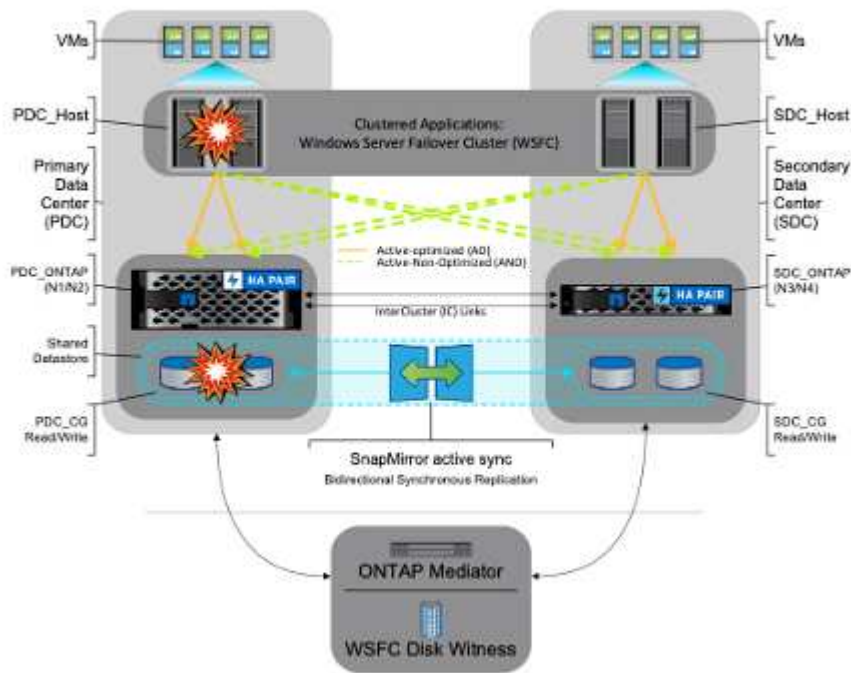 VMs
VMs
PDC_Host
SDC_Host
Clustered Applications:
Windows Server Failover Cluster (WSFC)
Primary
Data
Center
(PDC)
Secondary
Data
Center
(SDC)
Active-optimized (AO)
Active-Non-Optimized (ANO)
PDC_ONTAP
(N1/N2)
HA PAIR
SDC_ONTAP
(N3/N4)
HA PAIR
InterCluster (IC) Links
Shared
Datastore
PDC_CG
Read/Write
SDC_CG
Read/Write
SnapMirror active sync
Bidirectional Synchronous Replication
ONTAP Mediator
WSFC Disk Witness